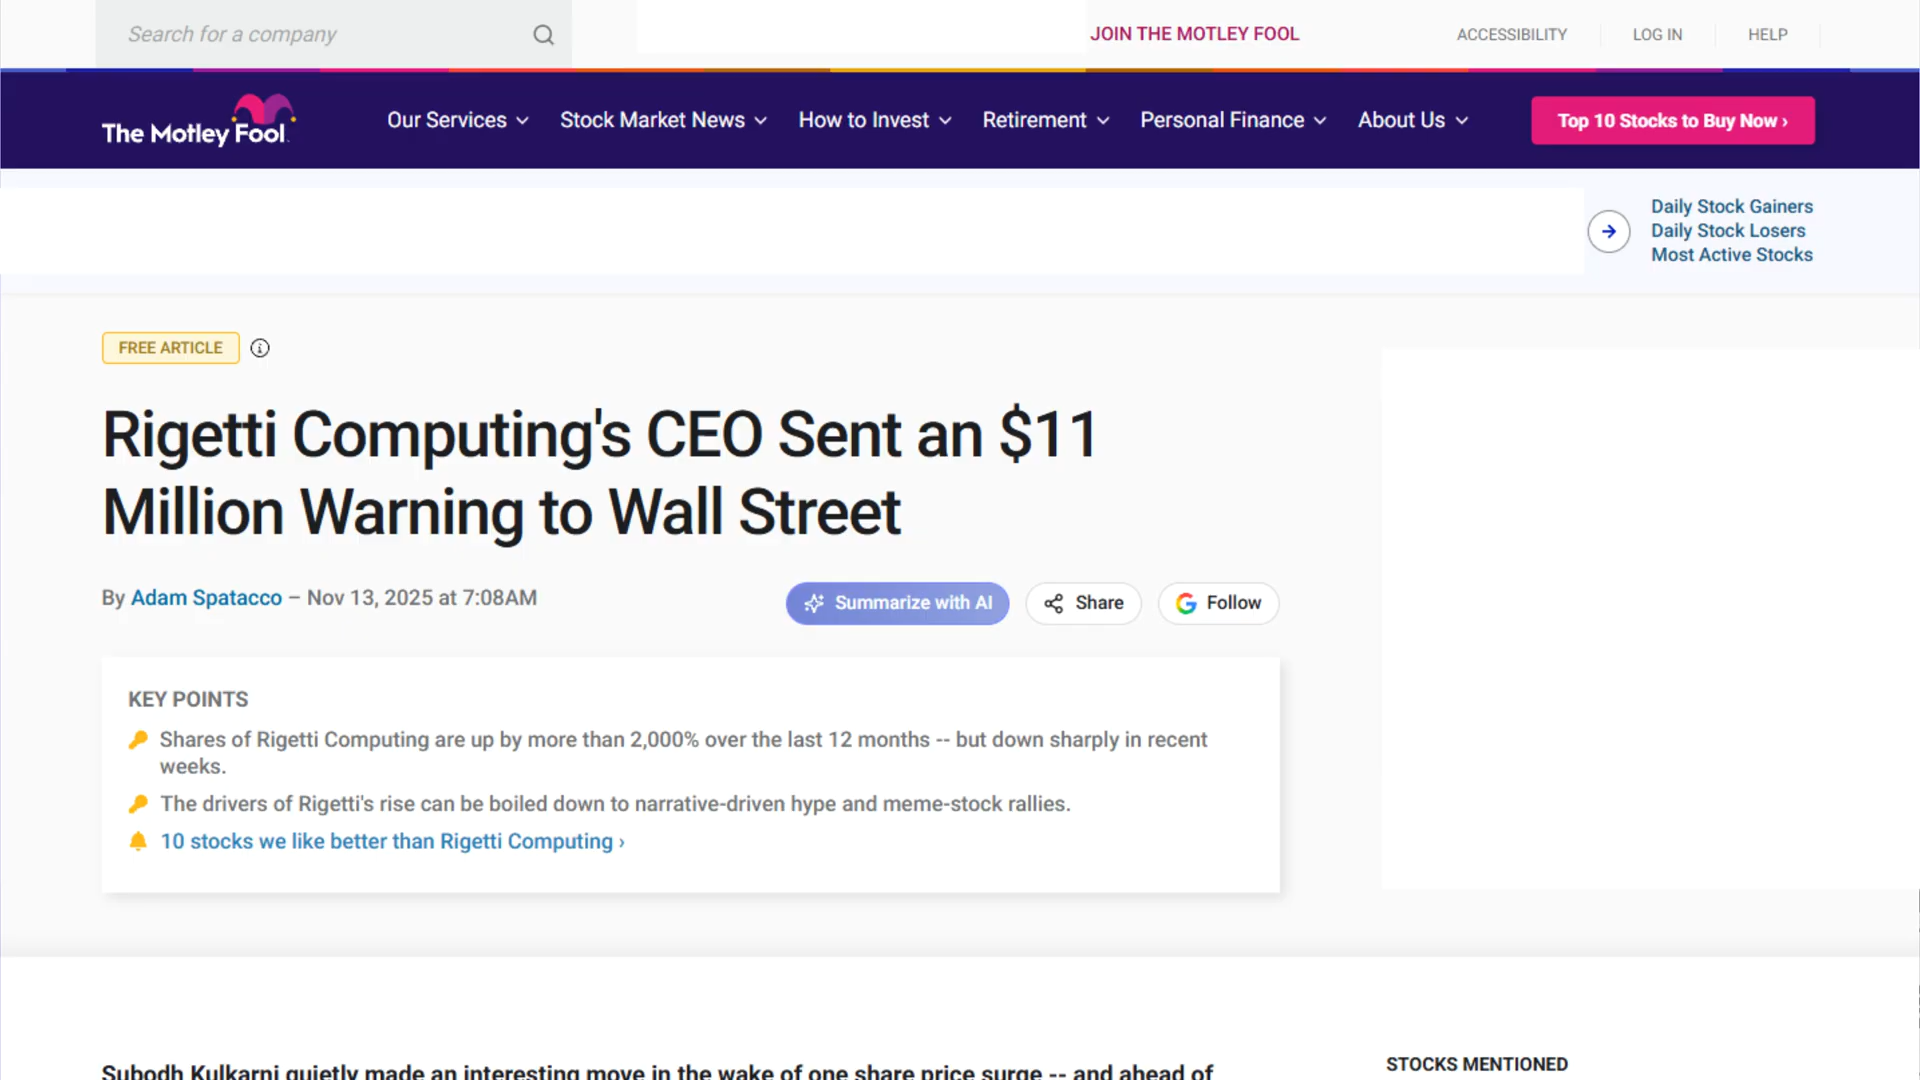 Search for a company
JOIN THE MOTLEY FOOL
ACCESSIBILITY
LOG IN
HELP
The Motley Fool.
Our Services
Stock Market News
How to Invest
Retirement
Personal Finance
About Us
Top 10 Stocks to Buy Now ›
Daily Stock Gainers
Daily Stock Losers
Most Active Stocks
FREE ARTICLE
Rigetti Computing's CEO Sent an $11
Million Warning to Wall Street
By Adam Spatacco – Nov 13, 2025 at 7:08AM
Summarize with AI
Share
Follow
KEY POINTS
Shares of Rigetti Computing are up by more than 2,000% over the last 12 months -- but down sharply in recent
weeks.
The drivers of Rigetti's rise can be boiled down to narrative-driven hype and meme-stock rallies.
10 stocks we like better than Rigetti Computing ›
Subodh Kulkarni quietly made an interesting move in the wake of one share price surge -- and ahead of
STOCKS MENTIONED